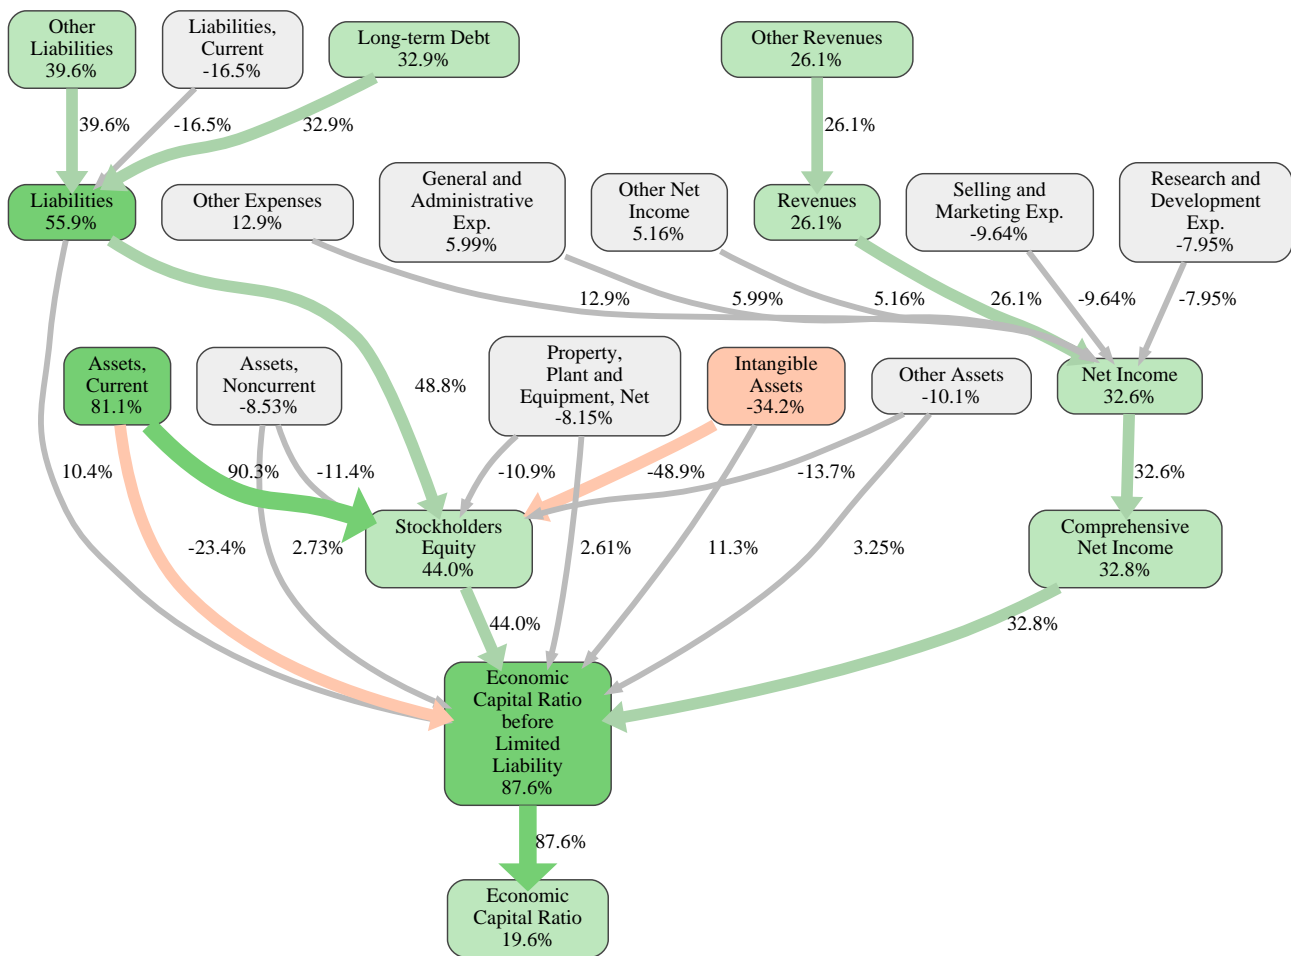 Other
Liabilities
39.6%
Liabilities,
Current
-16.5%
Long-term Debt
32.9%
Other Revenues
26.1%
39.6%
-16.5%
32.9%
26.1%
Liabilities
55.9%
Other Expenses
12.9%
General and
Administrative
Exp.
5.99%
Other Net
Income
5.16%
Revenues
26.1%
Selling and
Marketing Exp.
-9.64%
Research and
Development
Exp.
-7.95%
12.9%
5.99%
5.16%
26.1%
-9.64%
-7.95%
Assets,
Current
81.1%
Assets,
Noncurrent
-8.53%
48.8%
Property,
Plant and
Equipment, Net
-8.15%
Intangible
Assets
-34.2%
Other Assets
-10.1%
Net Income
32.6%
10.4%
90.3%
-11.4%
-10.9%
-48.9%
-13.7%
32.6%
-23.4%
2.73%
Stockholders
Equity
44.0%
2.61%
11.3%
3.25%
Comprehensive
Net Income
32.8%
44.0%
32.8%
Economic
Capital Ratio
before
Limited
Liability
87.6%
87.6%
Economic
Capital Ratio
19.6%